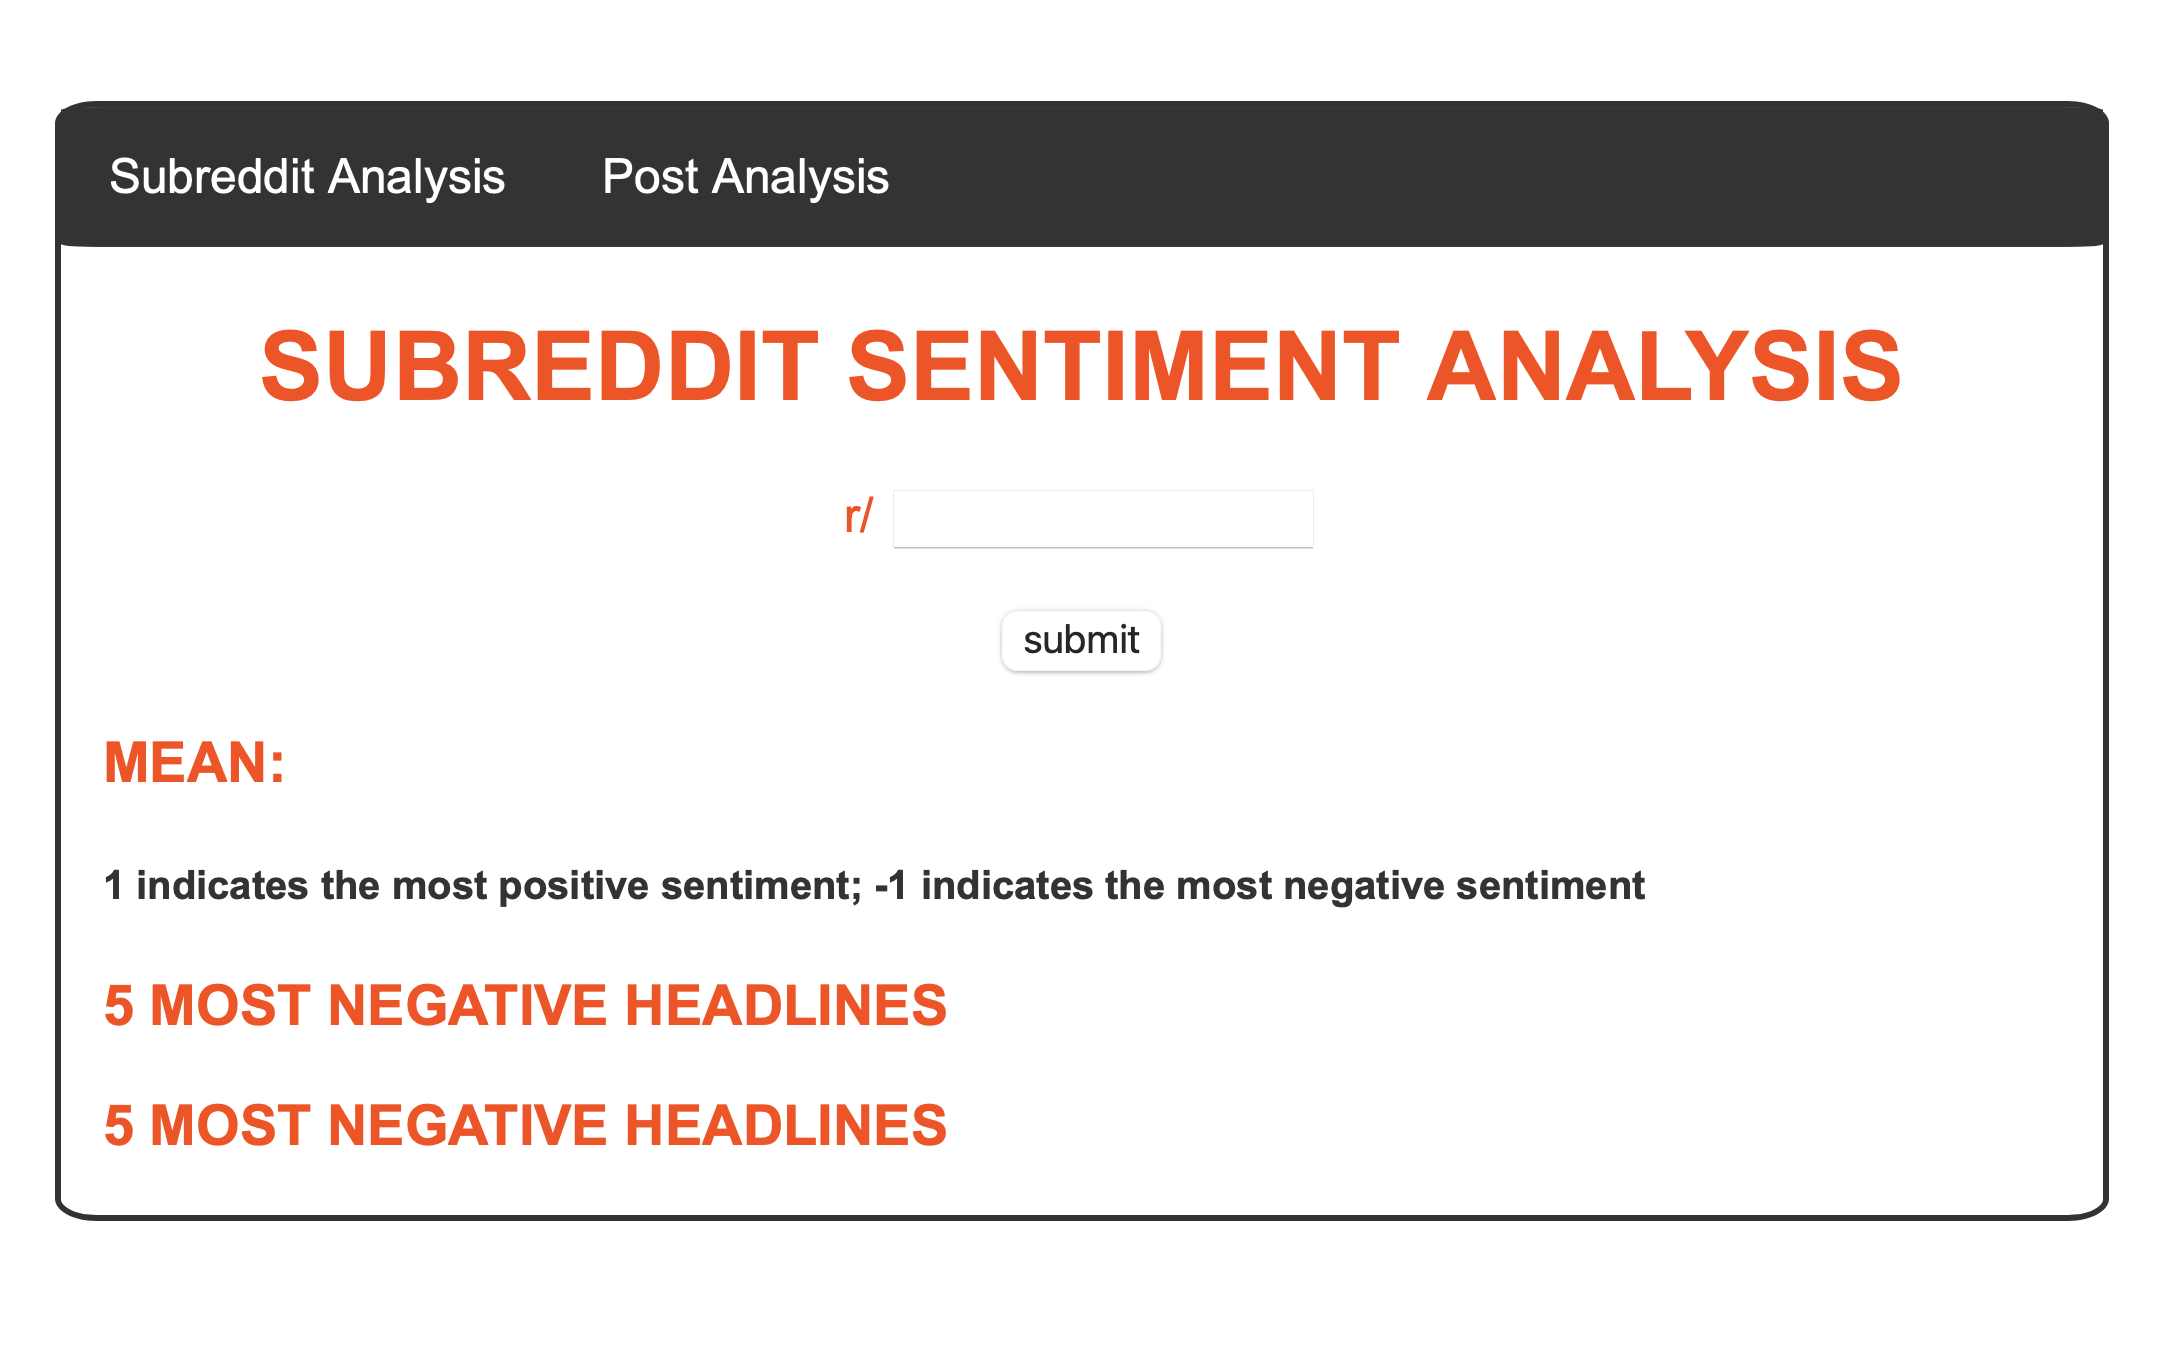 Subreddit Analysis Post Analysis
SUBREDDIT SENTIMENT ANALYSIS
r/
submit
MEAN:
1 indicates the most positive sentiment; -1 indicates the most negative sentiment
5 MOST NEGATIVE HEADLINES
5 MOST NEGATIVE HEADLINES